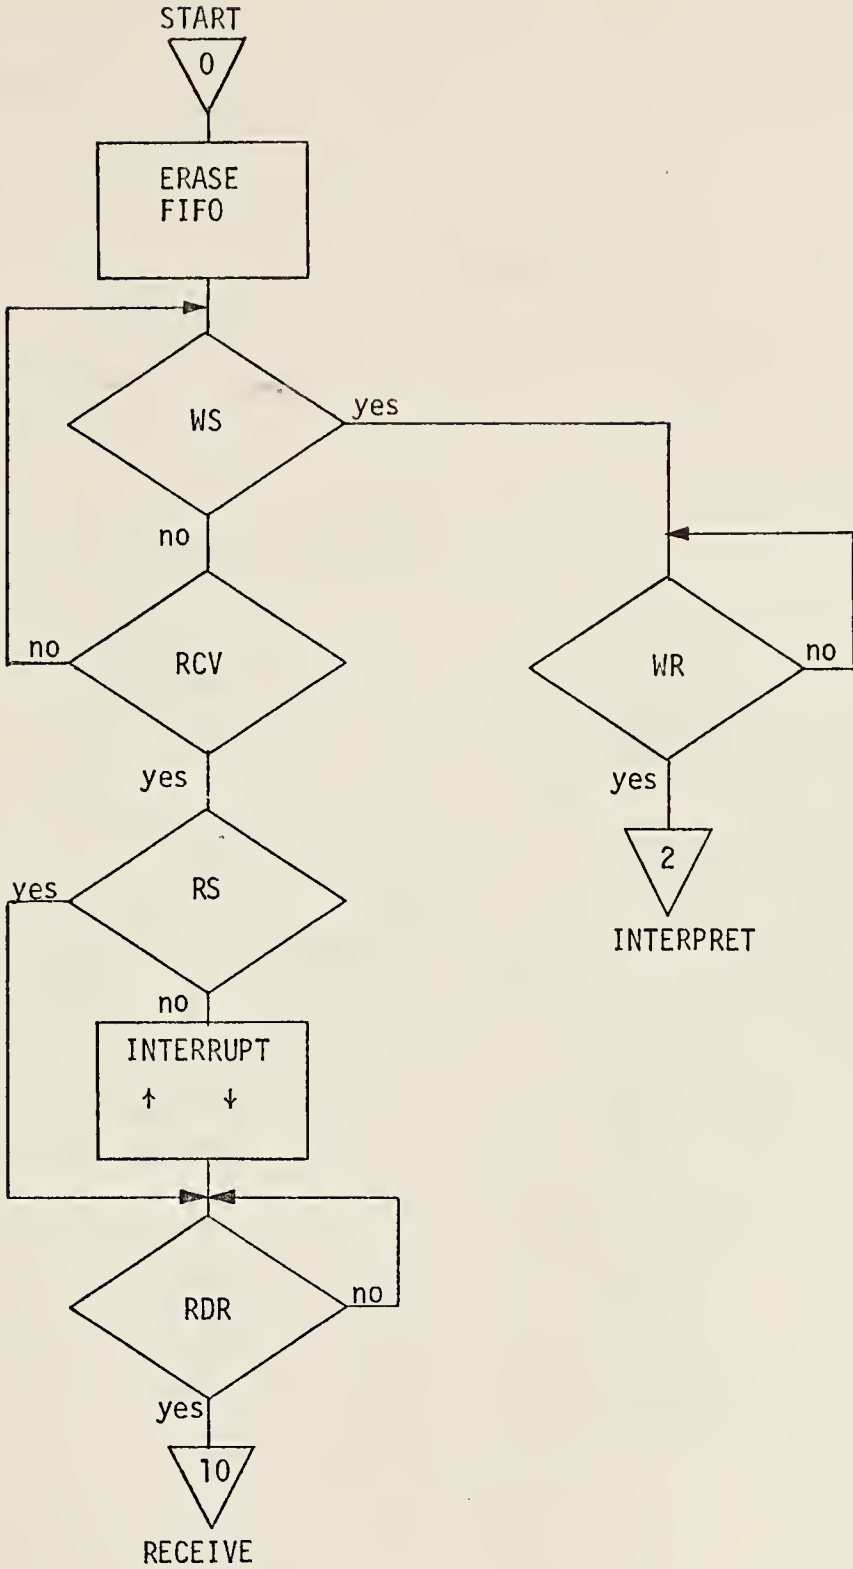 START
0
ERASE
FIFO
WS
yes
no
RCV
no
WR
no
yes
yes
2
INTERPRET
RS
yes
no
INTERRUPT
↑ ↓
RDR
no
yes
10
RECEIVE